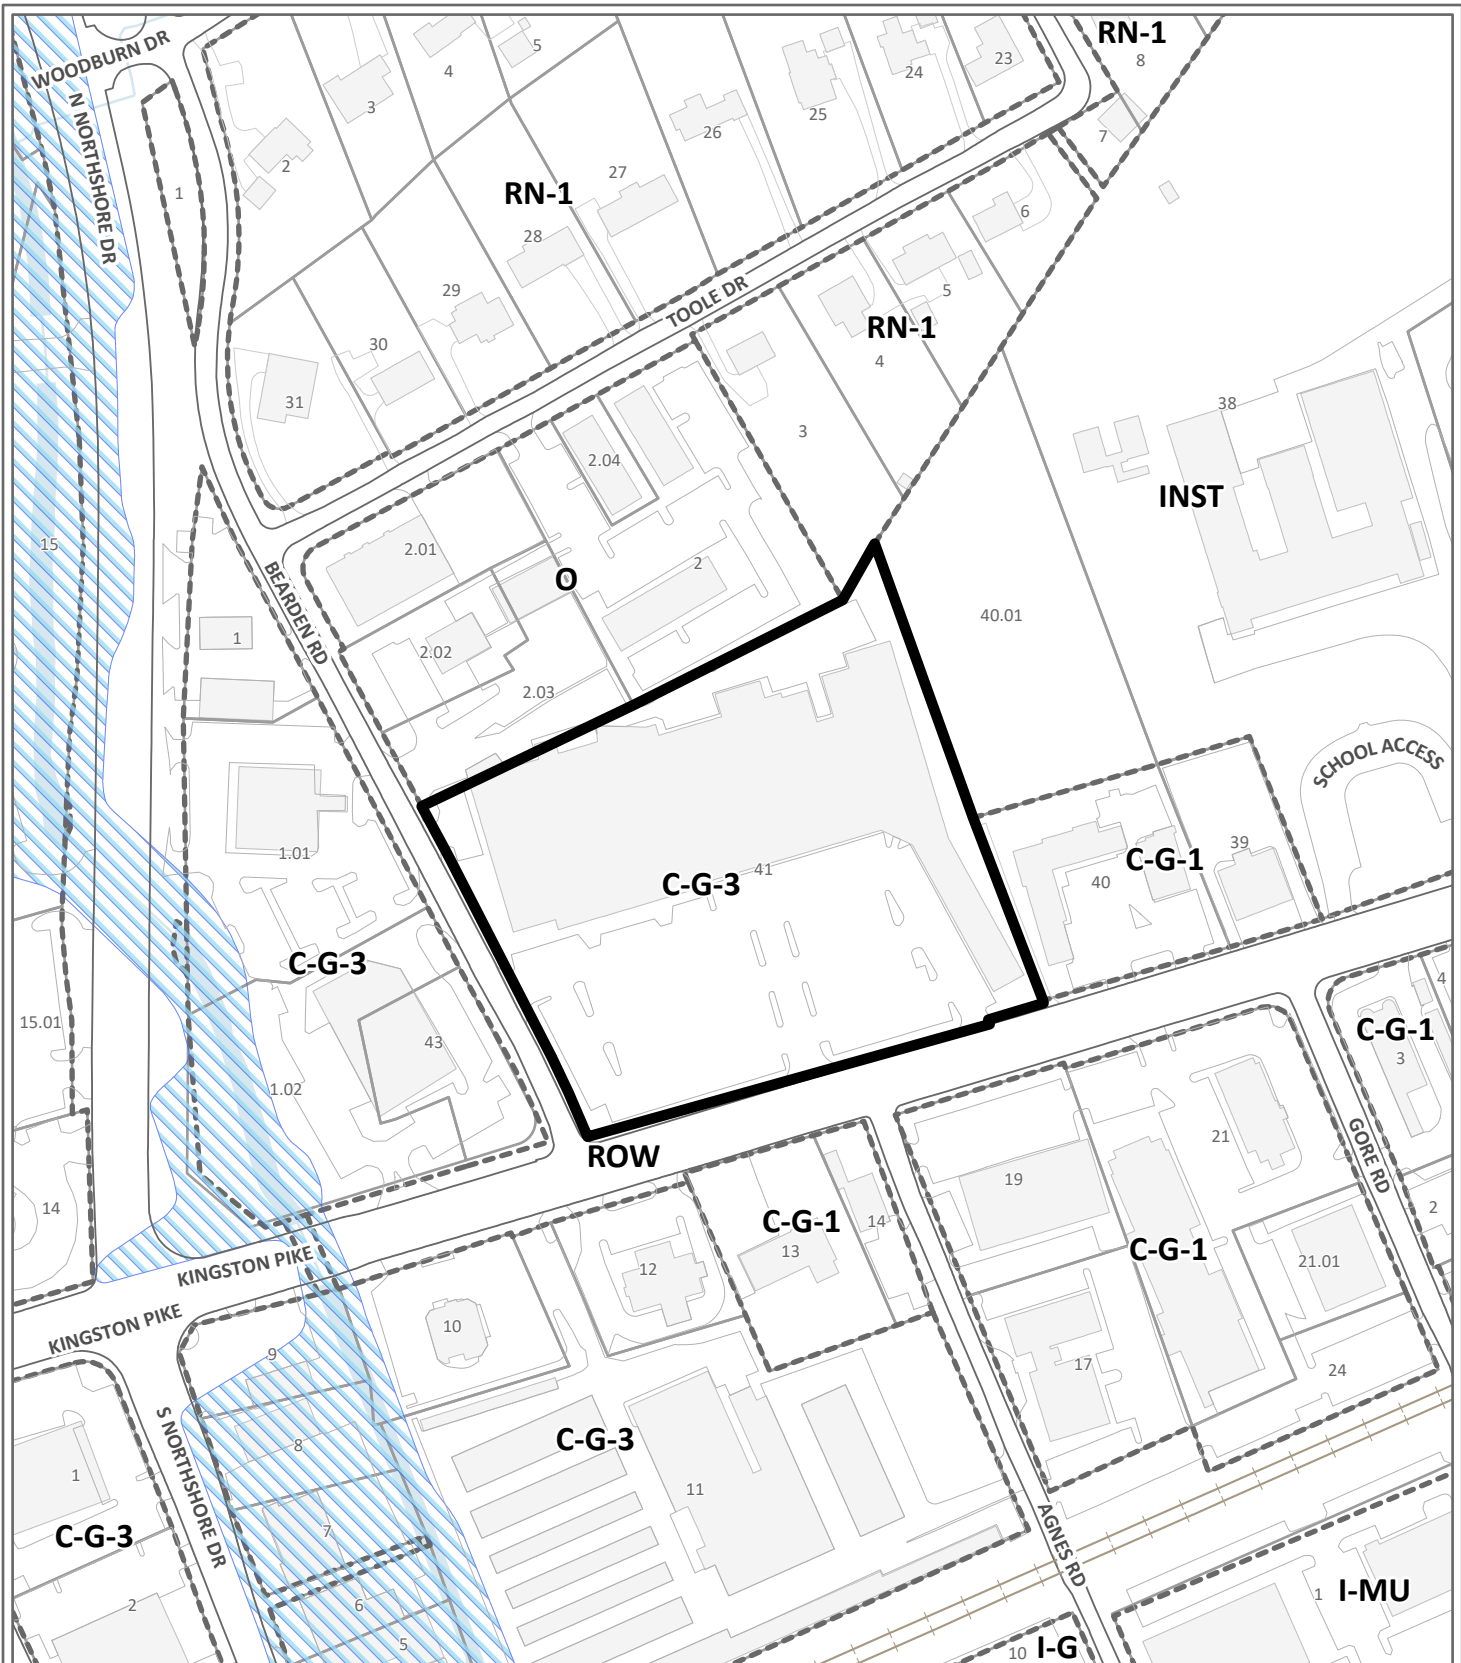 WOODBURN DR
N NORTHSHORE DR
1
2
3
4
5
RN-1
8
23
24
25
26
7
27
RN-1
28
6
29
TOOLE DR
5
RN-1
30
4
31
3
38
2.04
INST
15
2.01
BEARDEN RD
O
2
40.01
1
2.02
2.03
SCHOOL ACCESS
1.01
39
C-G-1
40
41
C-G-3
C-G-3
4
15.01
C-G-1
43
3
1.02
21
ROW
GORE RD
19
14
C-G-1
14
2
13
C-G-1
KINGSTON PIKE
12
21.01
KINGSTON PIKE
10
9
17
24
S NORTHSHORE DR
C-G-3
8
1
11
7
C-G-3
AGNES RD
I-MU
1
2
6
5
10
I-G